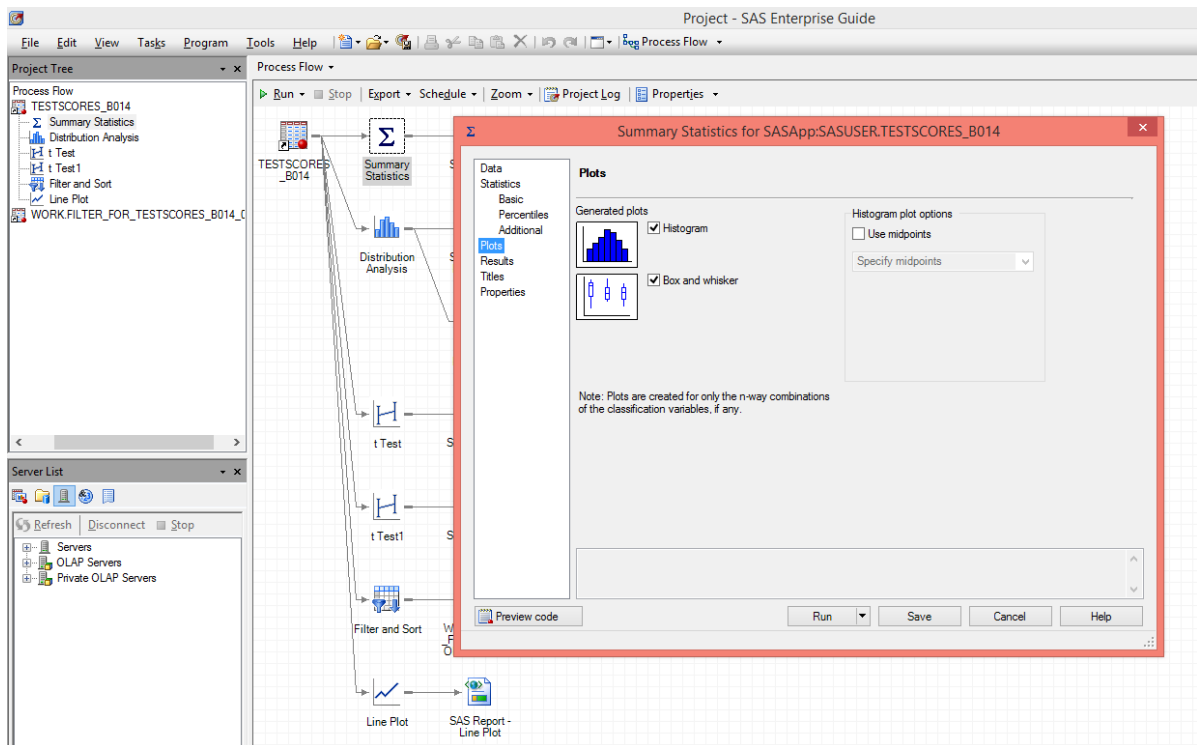 Project - SAS Enterprise Guide
File Edit View Tasks Program Tools Help Process Flow
Project Tree
Process Flow
TESTSCORES_B014
Summary Statistics
Distribution Analysis
t Test
t Test1
Filter and Sort
Line Plot
WORK.FILTER_FOR_TESTSCORES_B014_0
Server List
Refresh Disconnect Stop
Servers
OLAP Servers
Private OLAP Servers
Process Flow
Run Stop Export Schedule Zoom Project Log Properties
TESTSCORES
_B014
Summary
Statistics
Distribution
Analysis
t Test
t Test1
Filter and Sort
Line Plot
SAS Report -
Line Plot
Summary Statistics for SASApp:SASUSER.TESTSCORES_B014
Data
Statistics
Basic
Percentiles
Additional
Plots
Results
Titles
Properties
Plots
Generated plots
Histogram
Box and whisker
Histogram plot options
Use midpoints
Specify midpoints
Note: Plots are created for only the n-way combinations
of the classification variables, if any.
Preview code Run Save Cancel Help